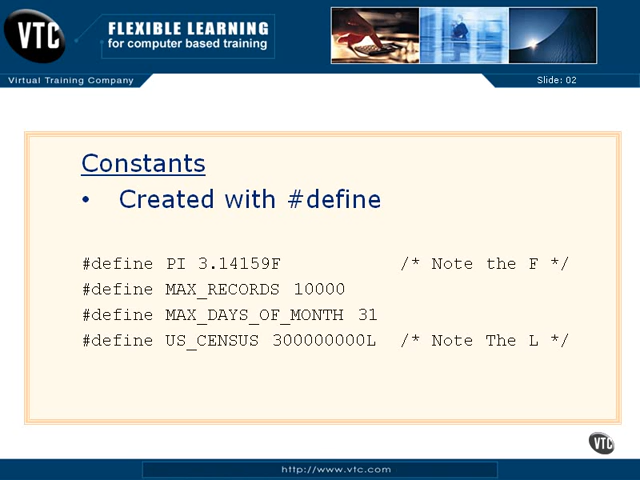 VTC
FLEXIBLE LEARNING
for computer based training
Virtual Training Company
Slide: 02
Constants
• Created with #define
#define PI 3.14159F /* Note the F */
#define MAX_RECORDS 10000
#define MAX_DAYS_OF_MONTH 31
#define US_CENSUS 300000000L /* Note The L */
VTC
http://www.vtc.com